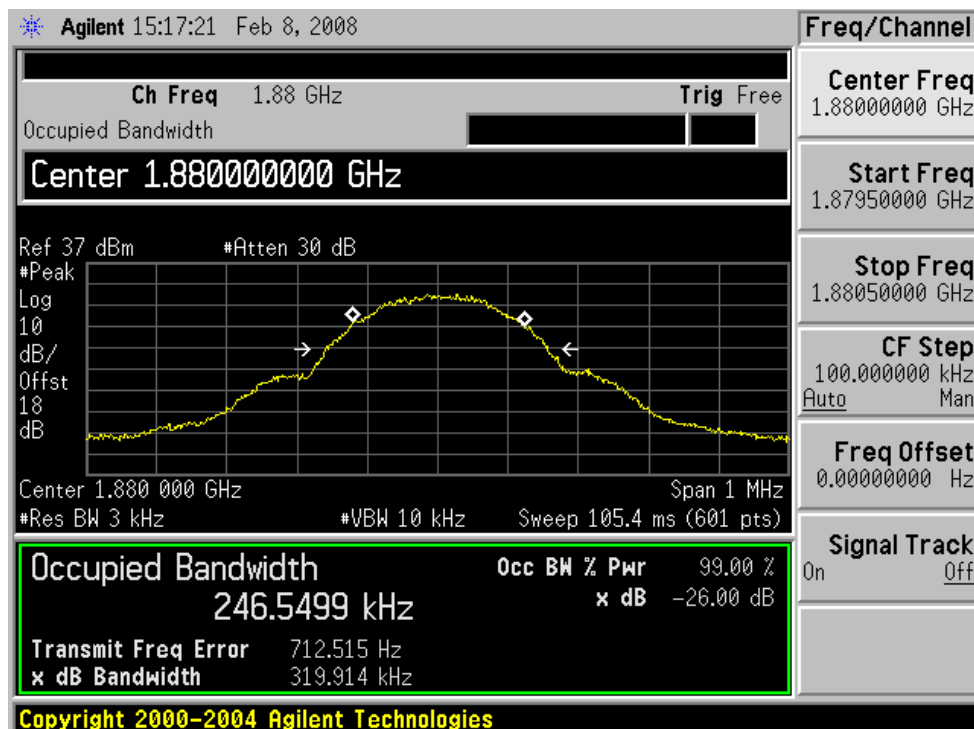 Agilent 15:17:21 Feb 8, 2008
Freq/Channel
Ch Freq 1.88 GHz Trig Free
Occupied Bandwidth
Center 1.880000000 GHz
Ref 37 dBm #Atten 30 dB
#Peak
Log
10
dB/
Offst
18
dB
Center 1.880 000 GHz Span 1 MHz
#Res BW 3 kHz #VBW 10 kHz Sweep 105.4 ms (601 pts)
Occupied Bandwidth
246.5499 kHz
Occ BW % Pwr 99.00 %
x dB -26.00 dB
Transmit Freq Error 712.515 Hz
x dB Bandwidth 319.914 kHz
Center Freq
1.88000000 GHz
Start Freq
1.87950000 GHz
Stop Freq
1.88050000 GHz
CF Step
100.000000 kHz
Auto Man
Freq Offset
0.00000000 Hz
Signal Track
On Off
Copyright 2000-2004 Agilent Technologies